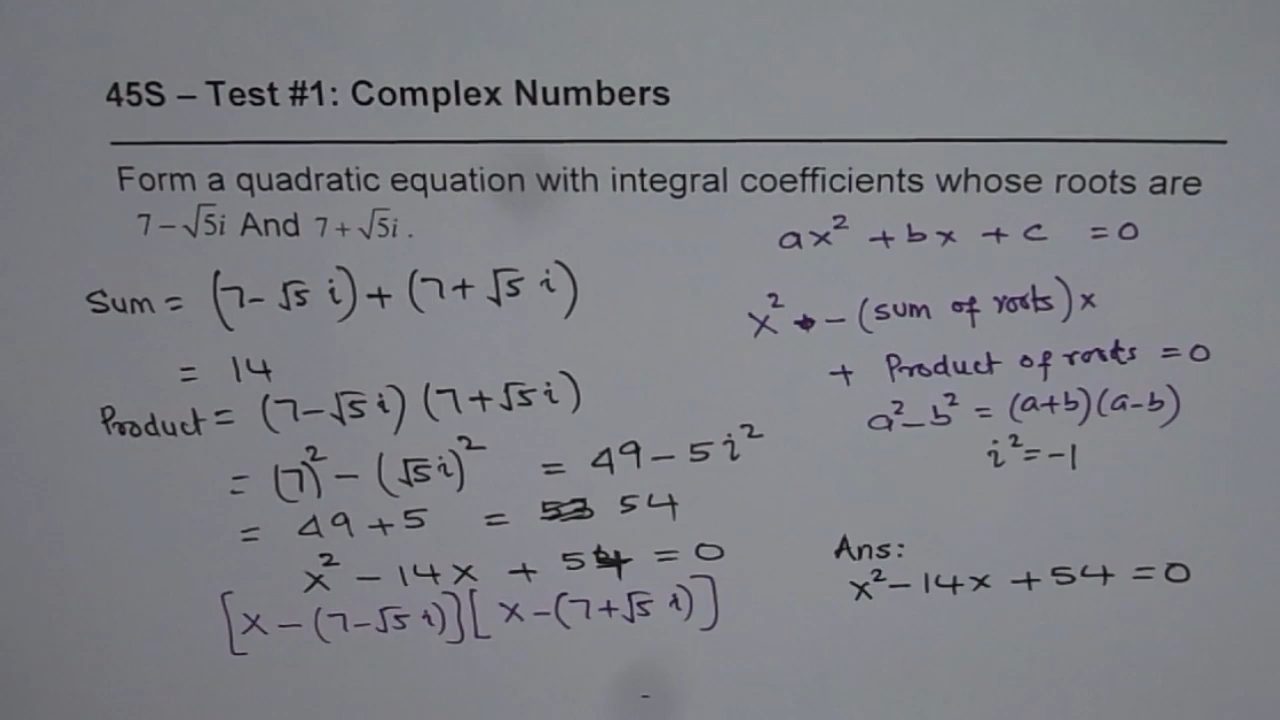 45S – Test #1: Complex Numbers
Form a quadratic equation with integral coefficients whose roots are
7 − √5i And 7 + √5i .
ax² + bx + c = 0
Sum = (7 - √5 i) + (7 + √5 i)
= 14
x² - (sum of roots) x
+ Product of roots = 0
Product = (7 - √5 i) (7 + √5 i)
a² - b² = (a+b)(a-b)
i² = -1
= (7)² - (√5 i)² = 49 - 5i²
= 49 + 5 = 53 54
x² - 14x + 54 = 0
[x - (7 - √5 i)] [x - (7 + √5 i)]
Ans:
x² - 14x + 54 = 0